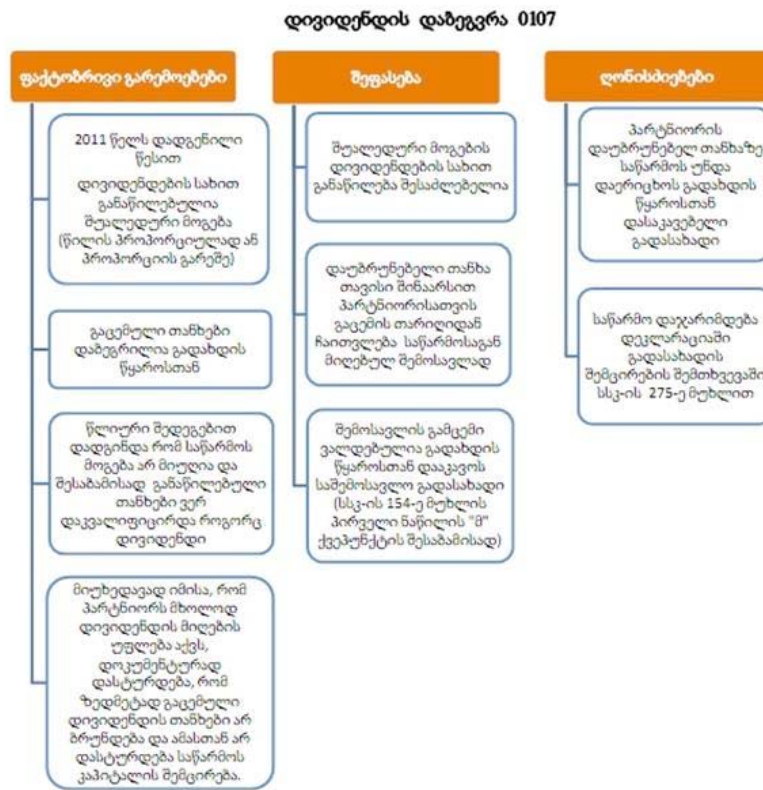 დივიდენდის დაბეგვრა 0107
ფაქტობრივი გარემოებები
2011 წელს დადგენილი
წესით
დივიდენდების სახით
განაწილებულია
შუალედური მოგება
(წილის პროპორციულად ან
პროპორციის გარეშე)
გაცემული თანხები
დაბეგრილია გადახდის
წყაროსთან
წლიური შედეგებით
დადგინდა რომ საწარმოს
მოგება არ მიუღია და
შესაბამისად განაწილებული
თანხები ვერ
დაკვალიფიცირდა როგორც
დივიდენდი
მიუხედავად იმისა, რომ
პარტნიორს მხოლოდ
დივიდენდის მიღების
უფლება აქვს,
დოკუმენტურად
დასტურდება, რომ
ზედმეტად გაცემული
დივიდენდის თანხები არ
ბრუნდება და ამასთან არ
დასტურდება საწარმოს
კაპიტალის შემცირება.
შეფასება
შუალედური მოგების
დივიდენდების სახით
განაწილება შესაძლებელია
დაუბრუნებელი თანხა
თავისი შინაარსით
პარტნიორისათვის
გაცემის თარიღიდან
ჩაითვლება საწარმოსაგან
მიღებულ შემოსავლად
შემოსავლის გამცემი
ვალდებულია გადახდის
წყაროსთან დააკავოს
საშემოსავლო გადასახადი
(სსკ-ის 154-ე მუხლის
პირველი ნაწილის "მ"
ქვეპუნქტის შესაბამისად)
ღონისძიებები
პარტნიორის
დაუბრუნებელ თანხაზე
საწარმოს უნდა
დაერიცხოს გადახდის
წყაროსთან
დასაკავებელი
გადასახადი
საწარმო დაჯარიმდება
დეკლარაციაში
გადასახადის
შემცირების შემთხვევაში
სსკ-ის 275-ე მუხლით